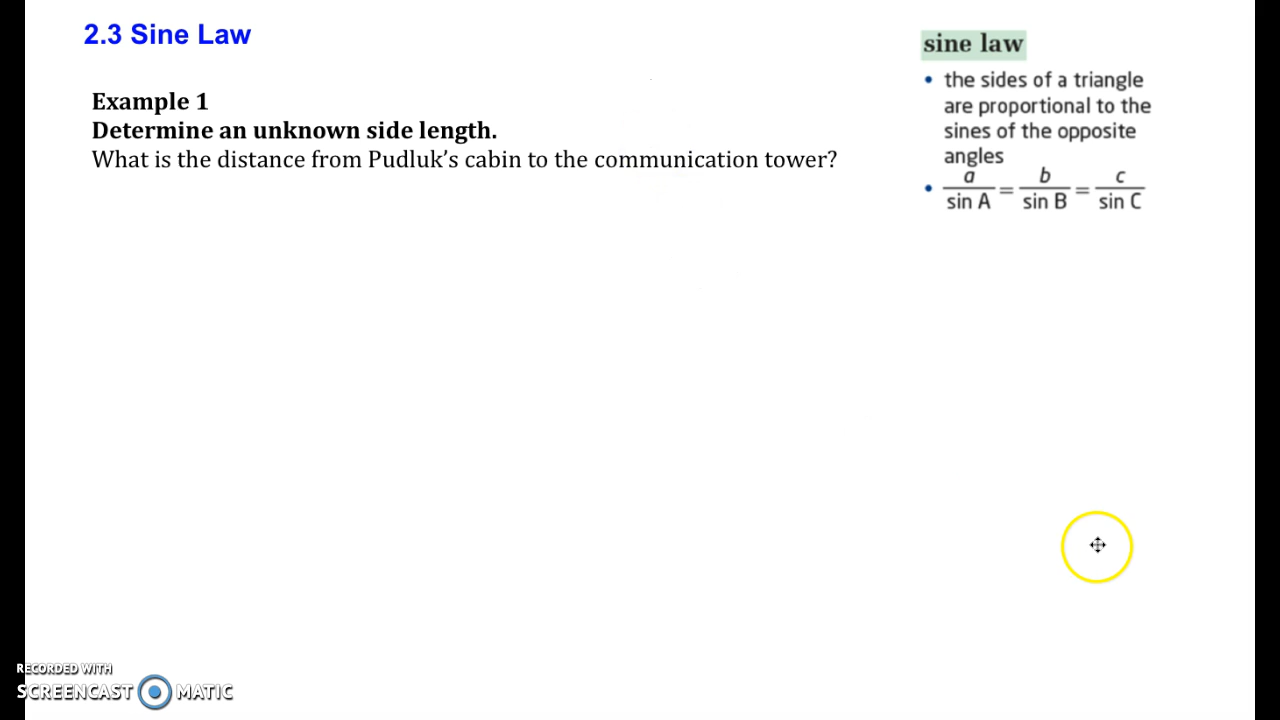 2.3 Sine Law
Example 1
Determine an unknown side length.
What is the distance from Pudluk’s cabin to the communication tower?
sine law
• the sides of a triangle
are proportional to the
sines of the opposite
angles
• a/sin A = b/sin B = c/sin C
RECORDED WITH
SCREENCAST MATIC